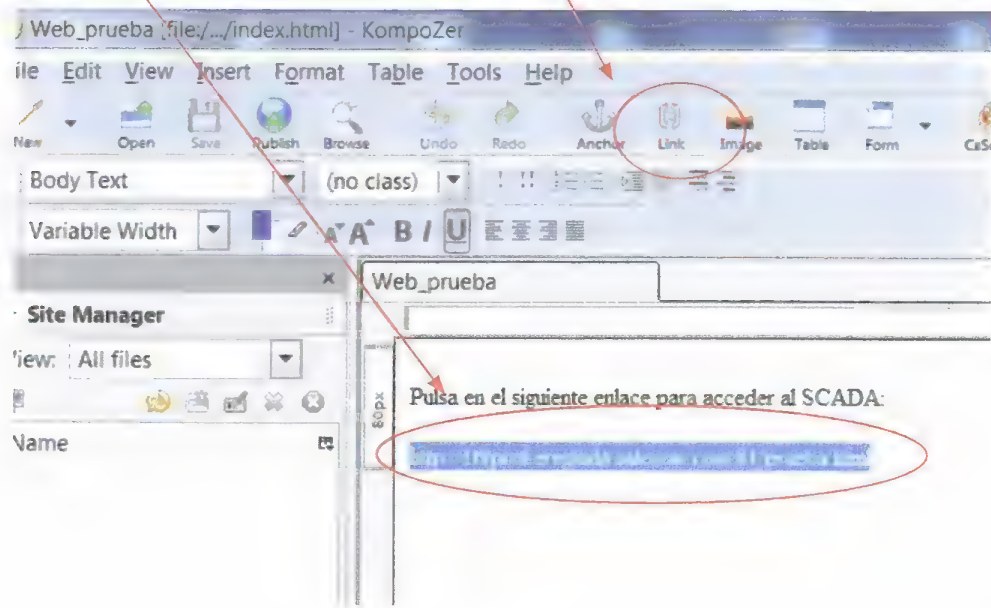 Web_prueba [file:/.../index.html] - KompoZer
ile Edit View Insert Format Table Tools Help
New Open Save Publish Browse Undo Redo Anchor Link Image Table Form
Body Text (no class)
Variable Width A A B I U
Web_prueba
Site Manager
View: All files
Pulsa en el siguiente enlace para acceder al SCADA:
80px
Name